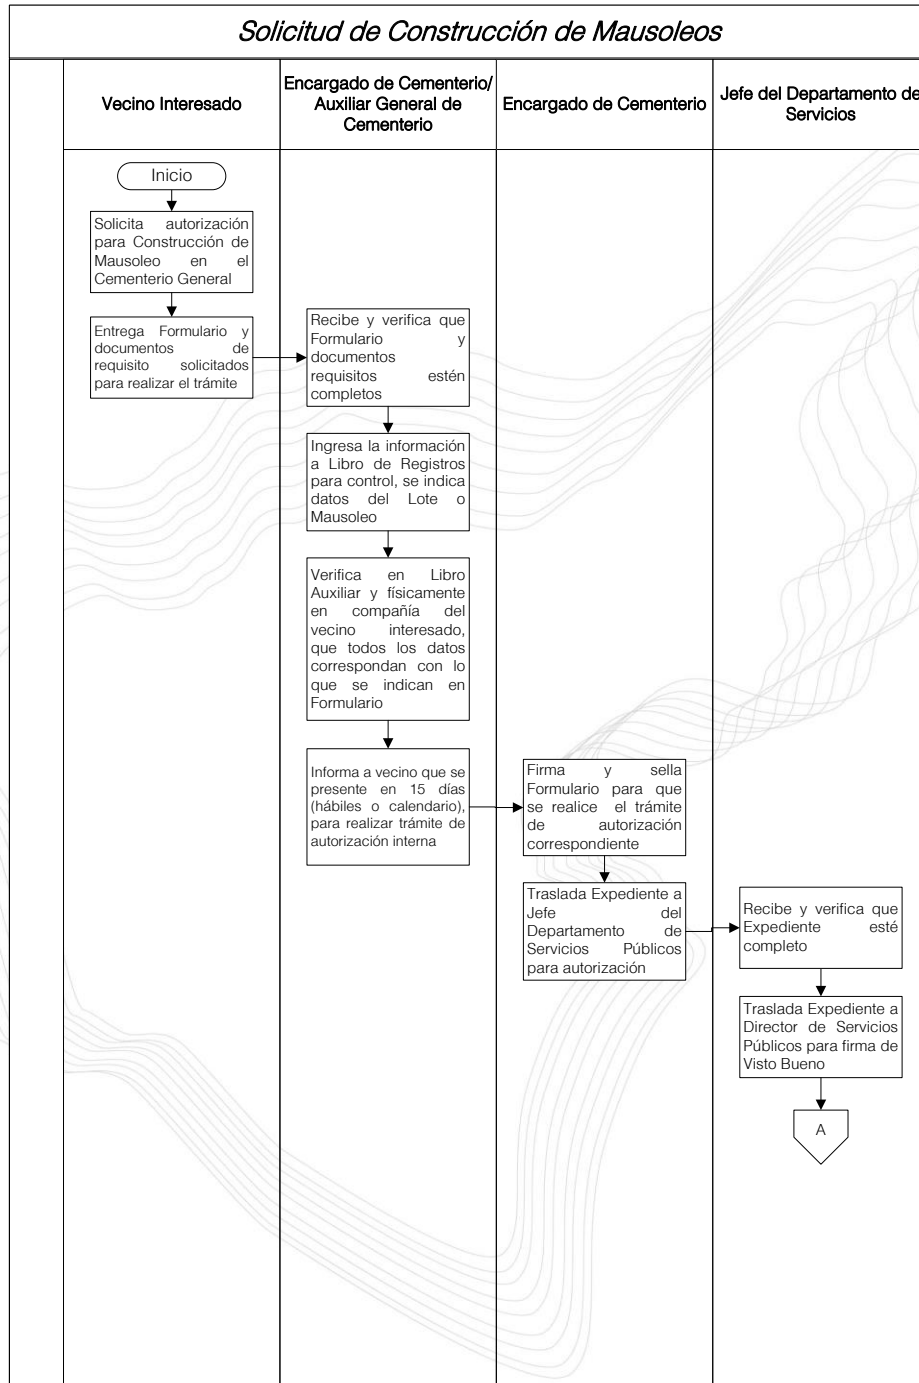 Solicitud de Construcción de Mausoleos
Vecino Interesado
Encargado de Cementerio/
Auxiliar General de
Cementerio
Encargado de Cementerio
Jefe del Departamento de
Servicios
Inicio
Solicita autorización
para Construcción de
Mausoleo en el
Cementerio General
Entrega Formulario y
documentos de
requisito solicitados
para realizar el trámite
Recibe y verifica que
Formulario y
documentos
requisitos estén
completos
Ingresa la información
a Libro de Registros
para control, se indica
datos del Lote o
Mausoleo
Verifica en Libro
Auxiliar y físicamente
en compañía del
vecino interesado,
que todos los datos
correspondan con lo
que se indican en
Formulario
Informa a vecino que se
presente en 15 días
(hábiles o calendario),
para realizar trámite de
autorización interna
Firma y sella
Formulario para que
se realice el trámite
de autorización
correspondiente
Traslada Expediente a
Jefe del
Departamento de
Servicios Públicos
para autorización
Recibe y verifica que
Expediente esté
completo
Traslada Expediente a
Director de Servicios
Públicos para firma de
Visto Bueno
A